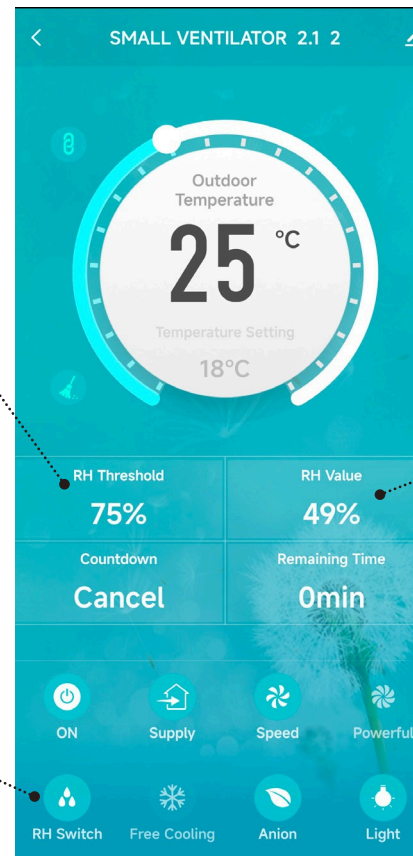 SMALL VENTILATOR 2.1 2
Outdoor
Temperature
25 °C
Temperature Setting
18°C
RH Threshold
75%
RH Value
49%
Countdown
Cancel
Remaining Time
0min
ON
Supply
Speed
Powerful
RH Switch
Free Cooling
Anion
Light